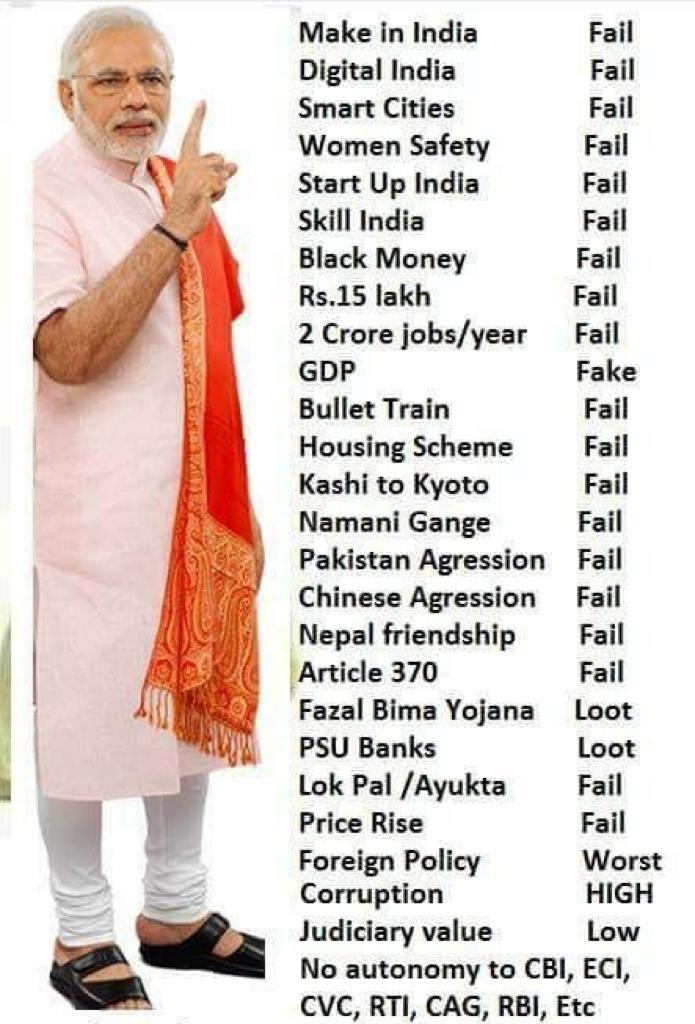 Make in India Fail
Digital India Fail
Smart Cities Fail
Women Safety Fail
Start Up India Fail
Skill India Fail
Black Money Fail
Rs.15 lakh Fail
2 Crore jobs/year Fail
GDP Fake
Bullet Train Fail
Housing Scheme Fail
Kashi to Kyoto Fail
Namani Gange Fail
Pakistan Agression Fail
Chinese Agression Fail
Nepal friendship Fail
Article 370 Fail
Fazal Bima Yojana Loot
PSU Banks Loot
Lok Pal /Ayukta Fail
Price Rise Fail
Foreign Policy Worst
Corruption HIGH
Judiciary value Low
No autonomy to CBI, ECI,
CVC, RTI, CAG, RBI, Etc